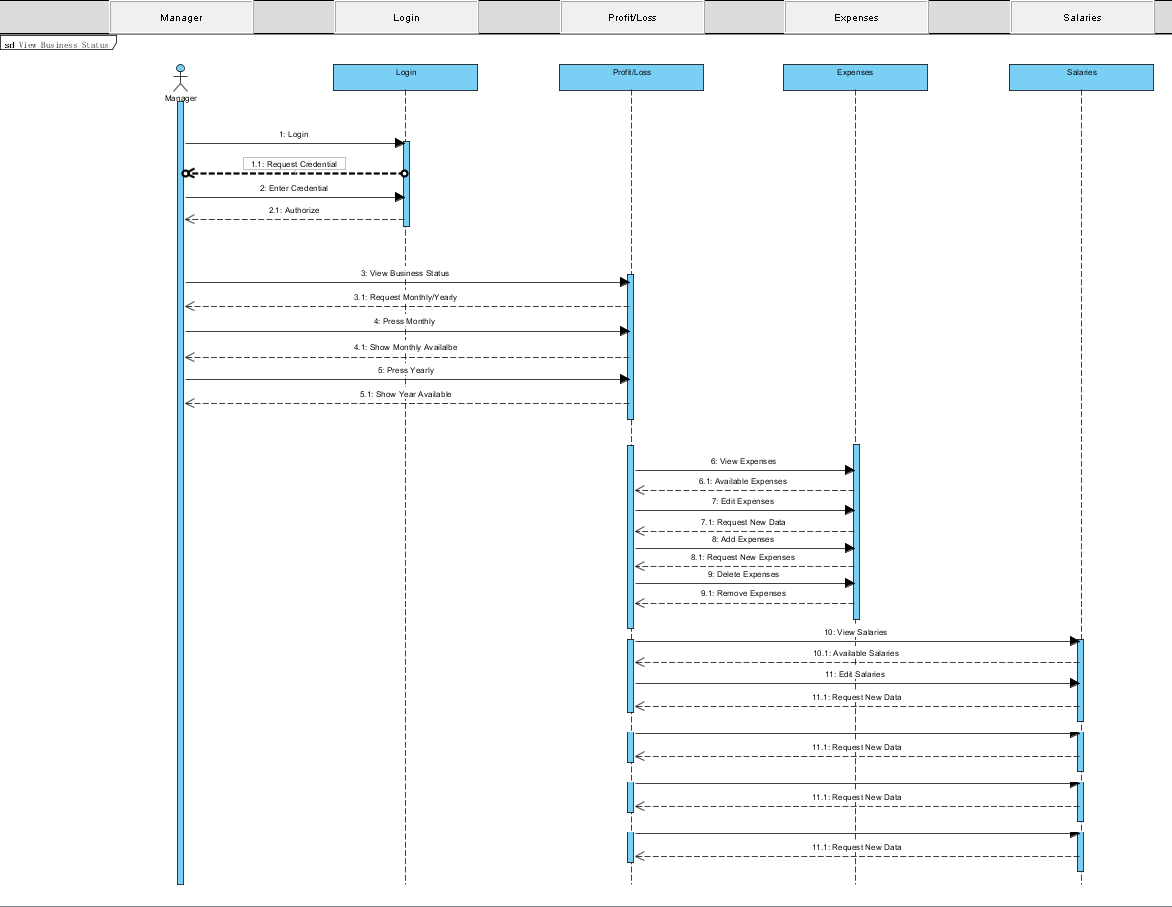 Manager Login Profit/Loss Expenses Salaries
sd View Business Status
Login Profit/Loss Expenses Salaries
Manager
1: Login
1.1: Request Credential
2: Enter Credential
2.1: Authorize
3: View Business Status
3.1: Request Monthly/Yearly
4: Press Monthly
4.1: Show Monthly Availalbe
5: Press Yearly
5.1: Show Year Available
6: View Expenses
6.1: Available Expenses
7: Edit Expenses
7.1: Request New Data
8: Add Expenses
8.1: Request New Expenses
9: Delete Expenses
9.1: Remove Expenses
10: View Salaries
10.1: Available Salaries
11: Edit Salaries
11.1: Request New Data
11.1: Request New Data
11.1: Request New Data
11.1: Request New Data